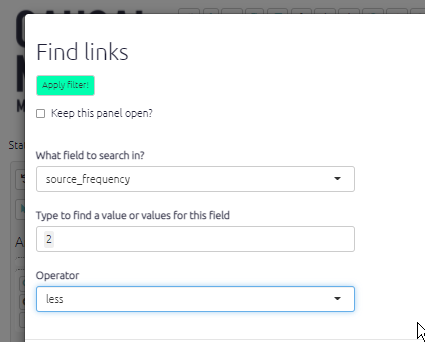 Find links
Apply filter!
Keep this panel open?
What field to search in?
source_frequency
Type to find a value or values for this field
2
Operator
less